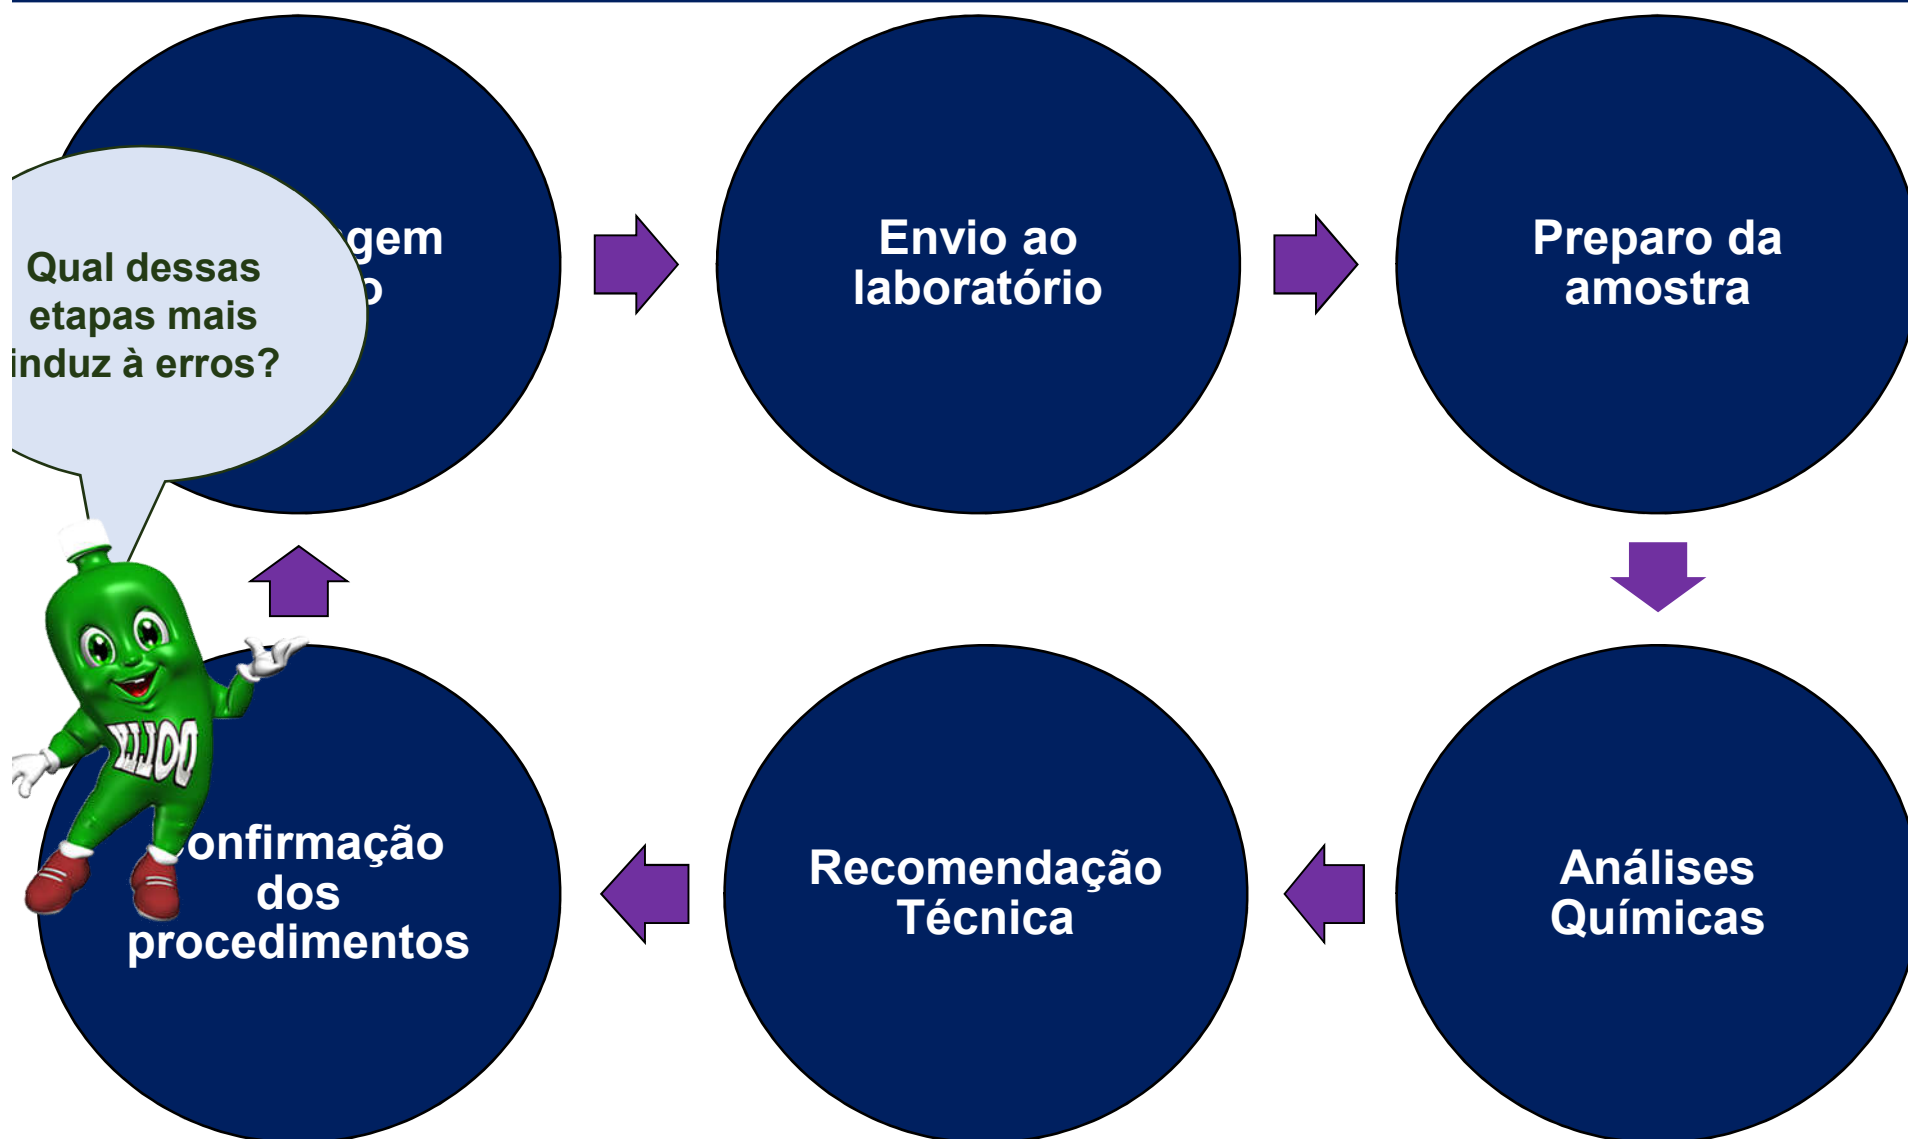 Qual dessas
etapas mais
induz à erros?
gem
Envio ao
laboratório
Preparo da
amostra
onfirmação
dos
procedimentos
Recomendação
Técnica
Análises
Químicas
DOLLY